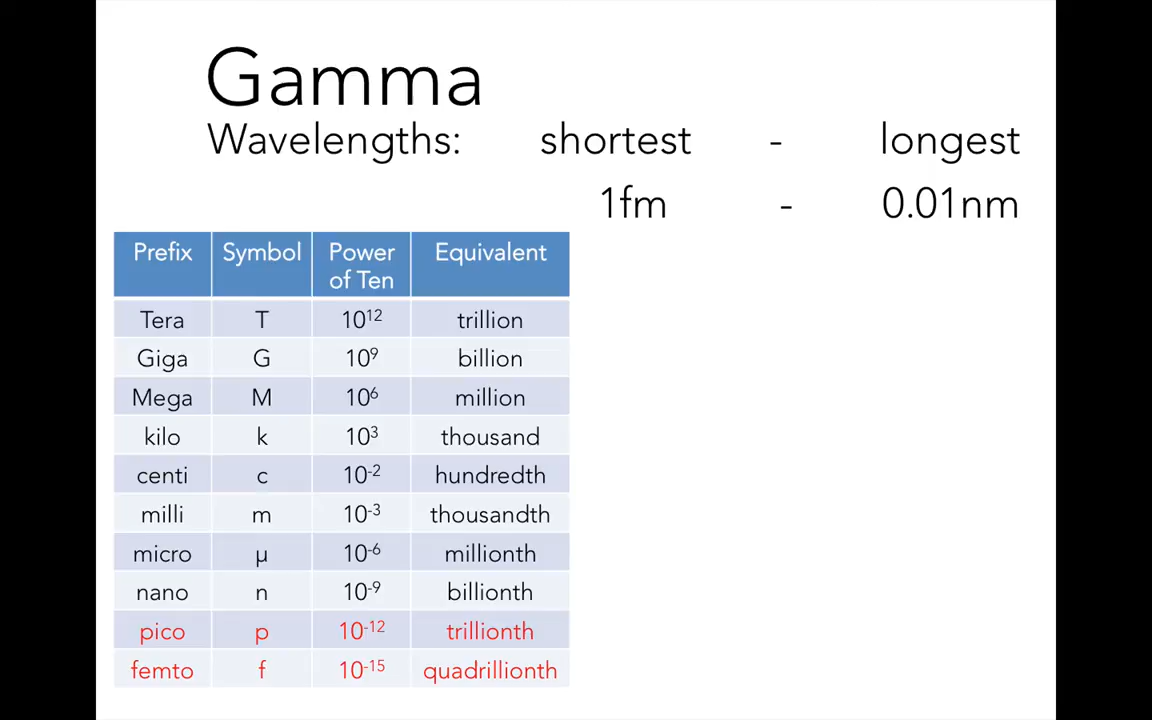 Gamma
Wavelengths: shortest - longest
1fm - 0.01nm
Prefix Symbol Power of Ten Equivalent
Tera T 10¹² trillion
Giga G 10⁹ billion
Mega M 10⁶ million
kilo k 10³ thousand
centi c 10⁻² hundredth
milli m 10⁻³ thousandth
micro µ 10⁻⁶ millionth
nano n 10⁻⁹ billionth
pico p 10⁻¹² trillionth
femto f 10⁻¹⁵ quadrillionth